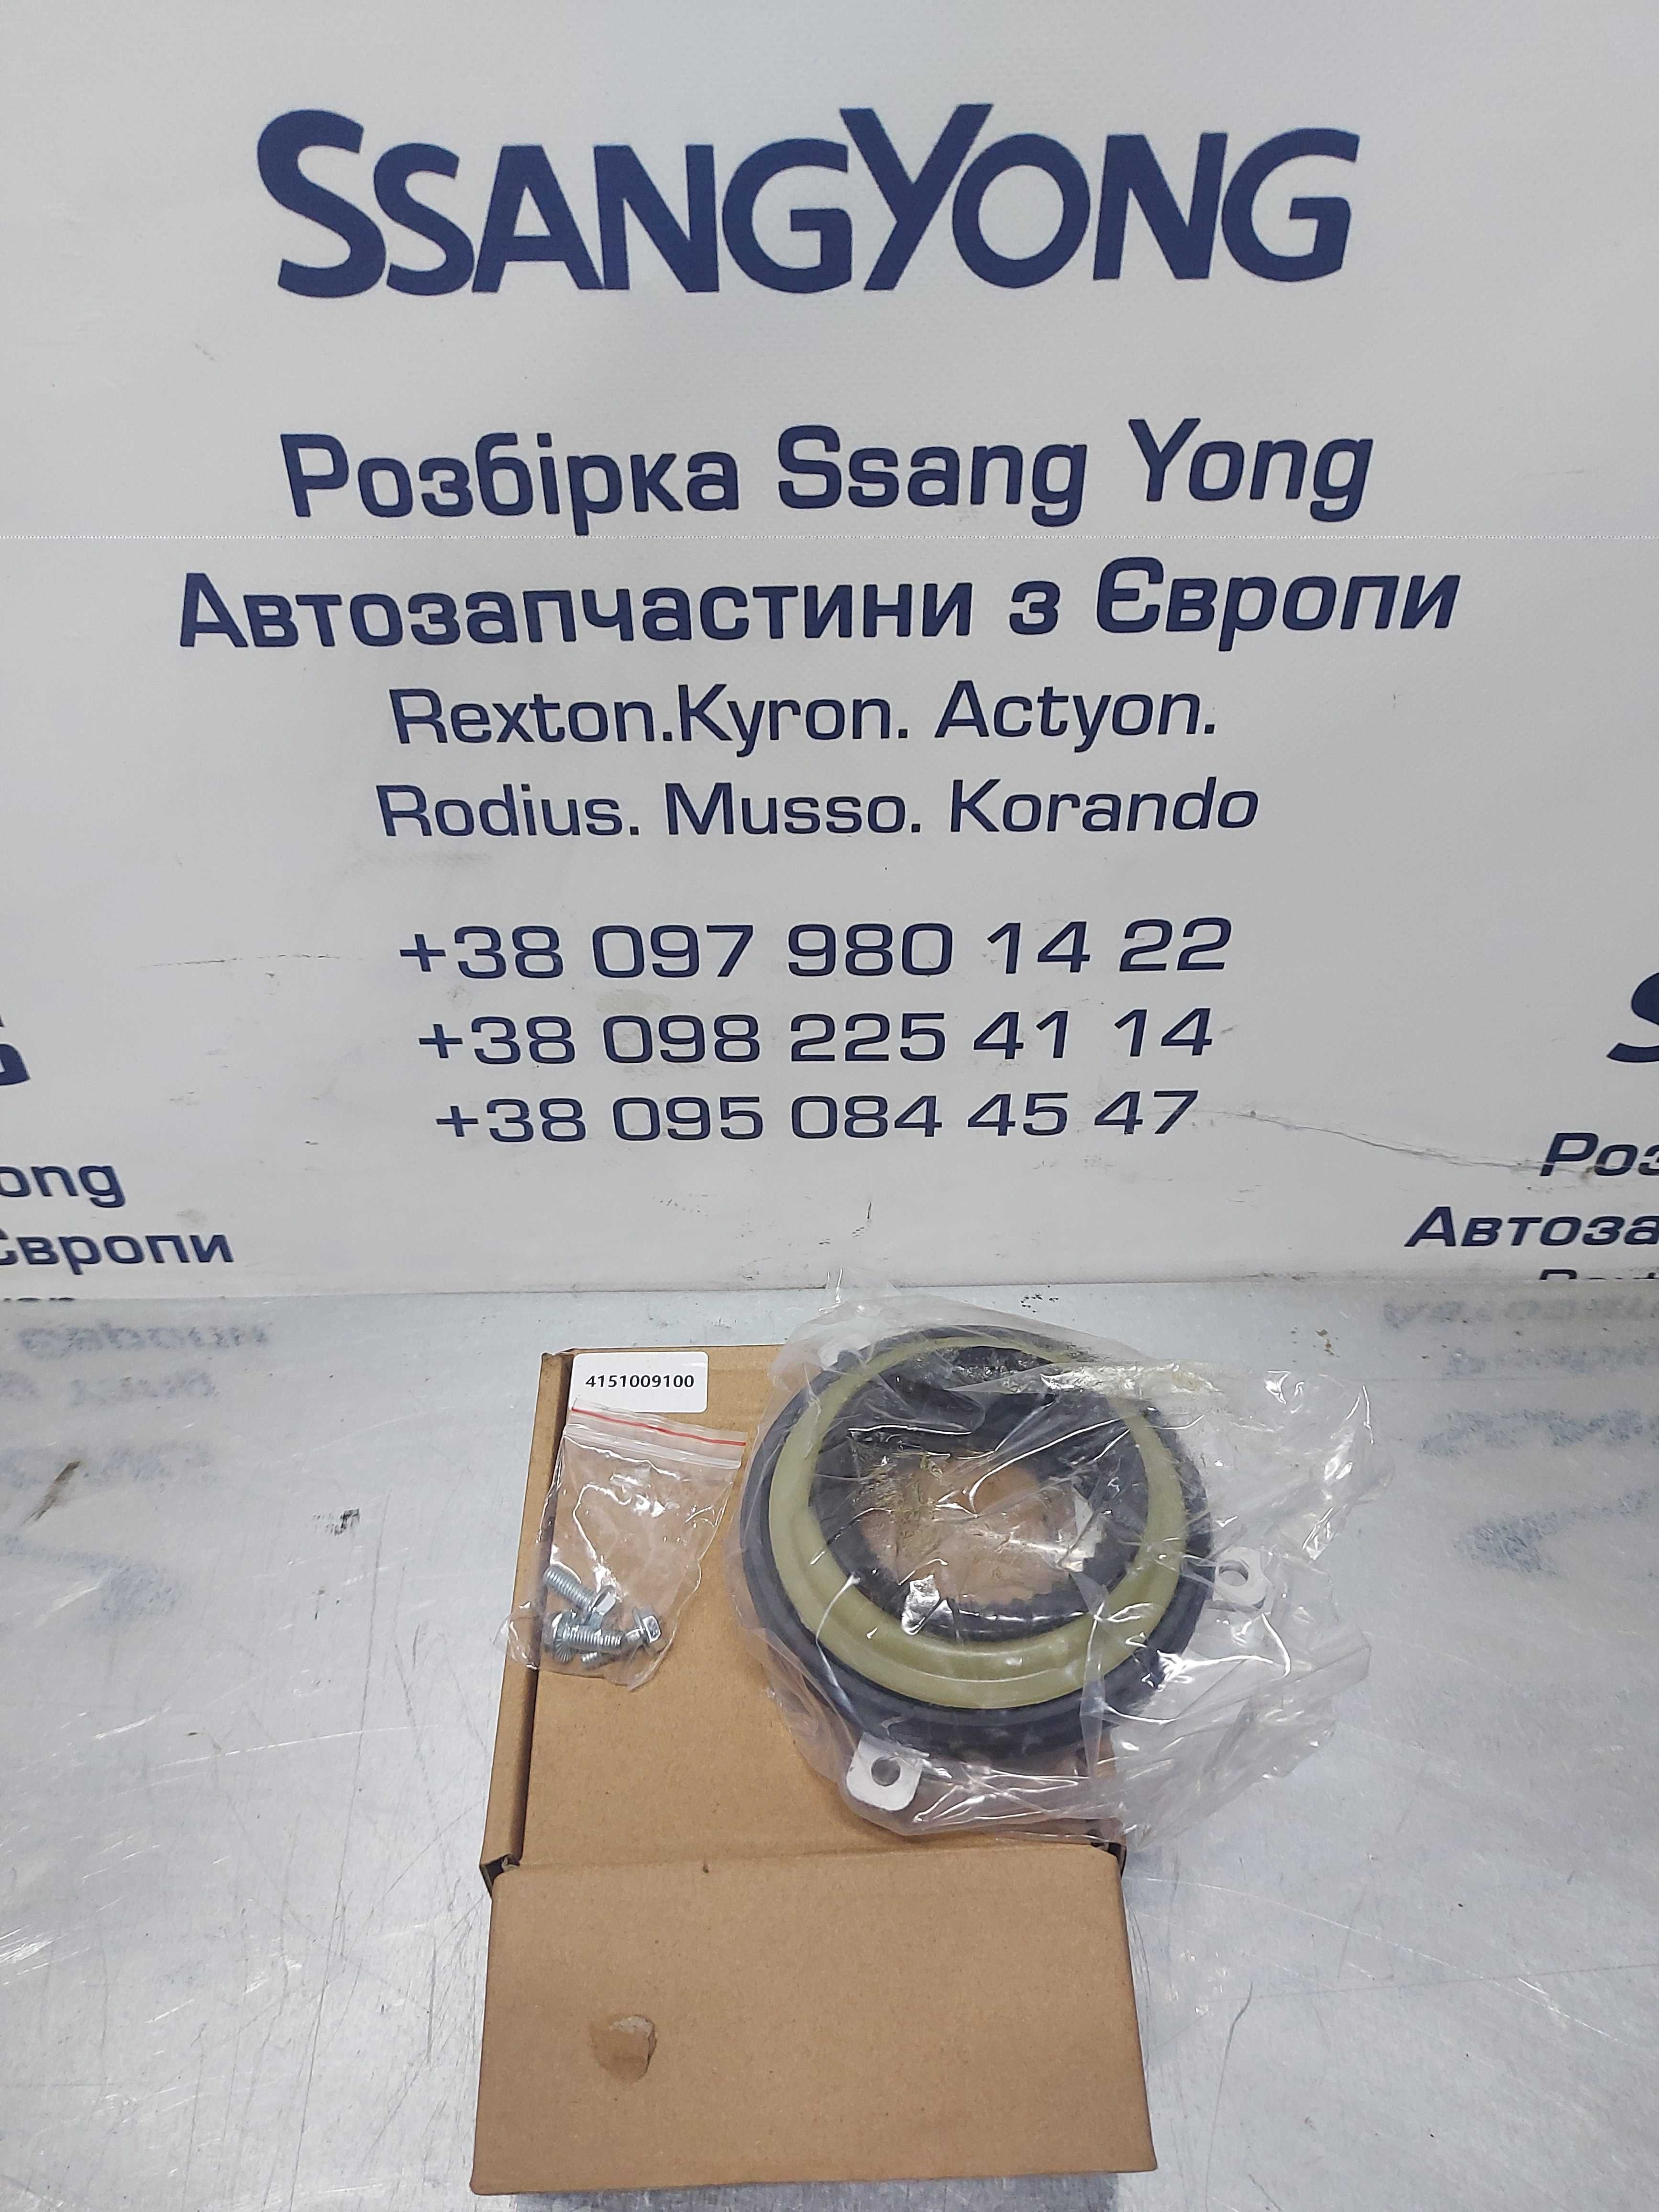 SSANGYONG
Розбірка Ssang Yong
Автозапчастини з Європи
Rexton.Kyron. Actyon.
Rodius. Musso. Korando
+38 097 980 14 22
+38 098 225 41 14
+38 095 084 45 47
ong
Європи
Роз
Автоза
4151009100